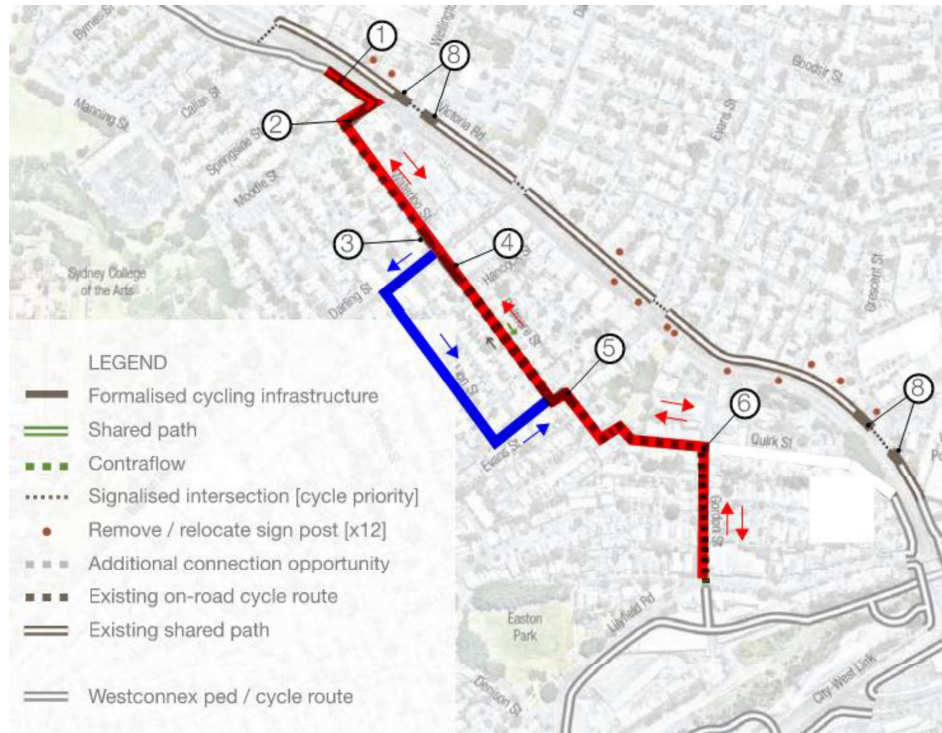 Byrnes St
Wellington
Manning St
Callan St
Springside St
Moodie St
Victoria Rd
Goodsir St
Evans St
Crescent St
Waterloo St
Hancock St
Darling St
Sydney College
of the Arts
Evans St
Quirk St
Gordon St
Lilyfield Rd
Easton
Park
Denison St
City West Link
1
8
2
3
4
5
6
8
LEGEND
Formalised cycling infrastructure
Shared path
Contraflow
Signalised intersection [cycle priority]
Remove / relocate sign post [x12]
Additional connection opportunity
Existing on-road cycle route
Existing shared path
Westconnex ped / cycle route